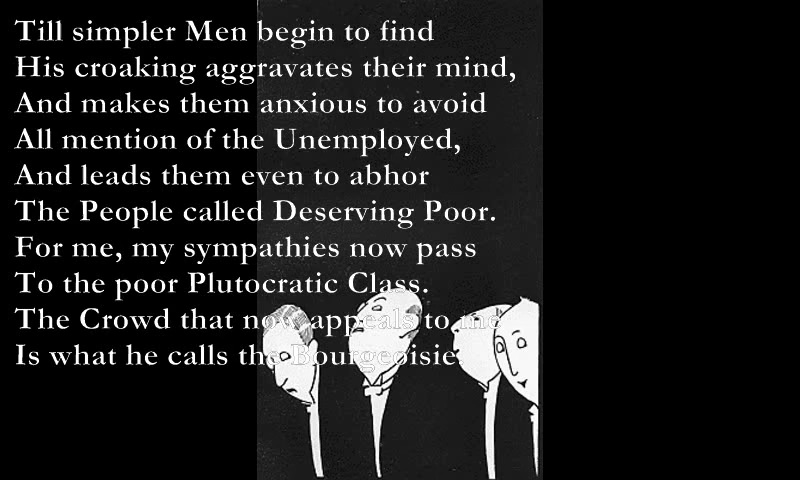 Till simpler Men begin to find
His croaking aggravates their mind,
And makes them anxious to avoid
All mention of the Unemployed,
And leads them even to abhor
The People called Deserving Poor.
For me, my sympathies now pass
To the poor Plutocratic Class.
The Crowd that now appeals to me
Is what he calls the Bourgeoisie.